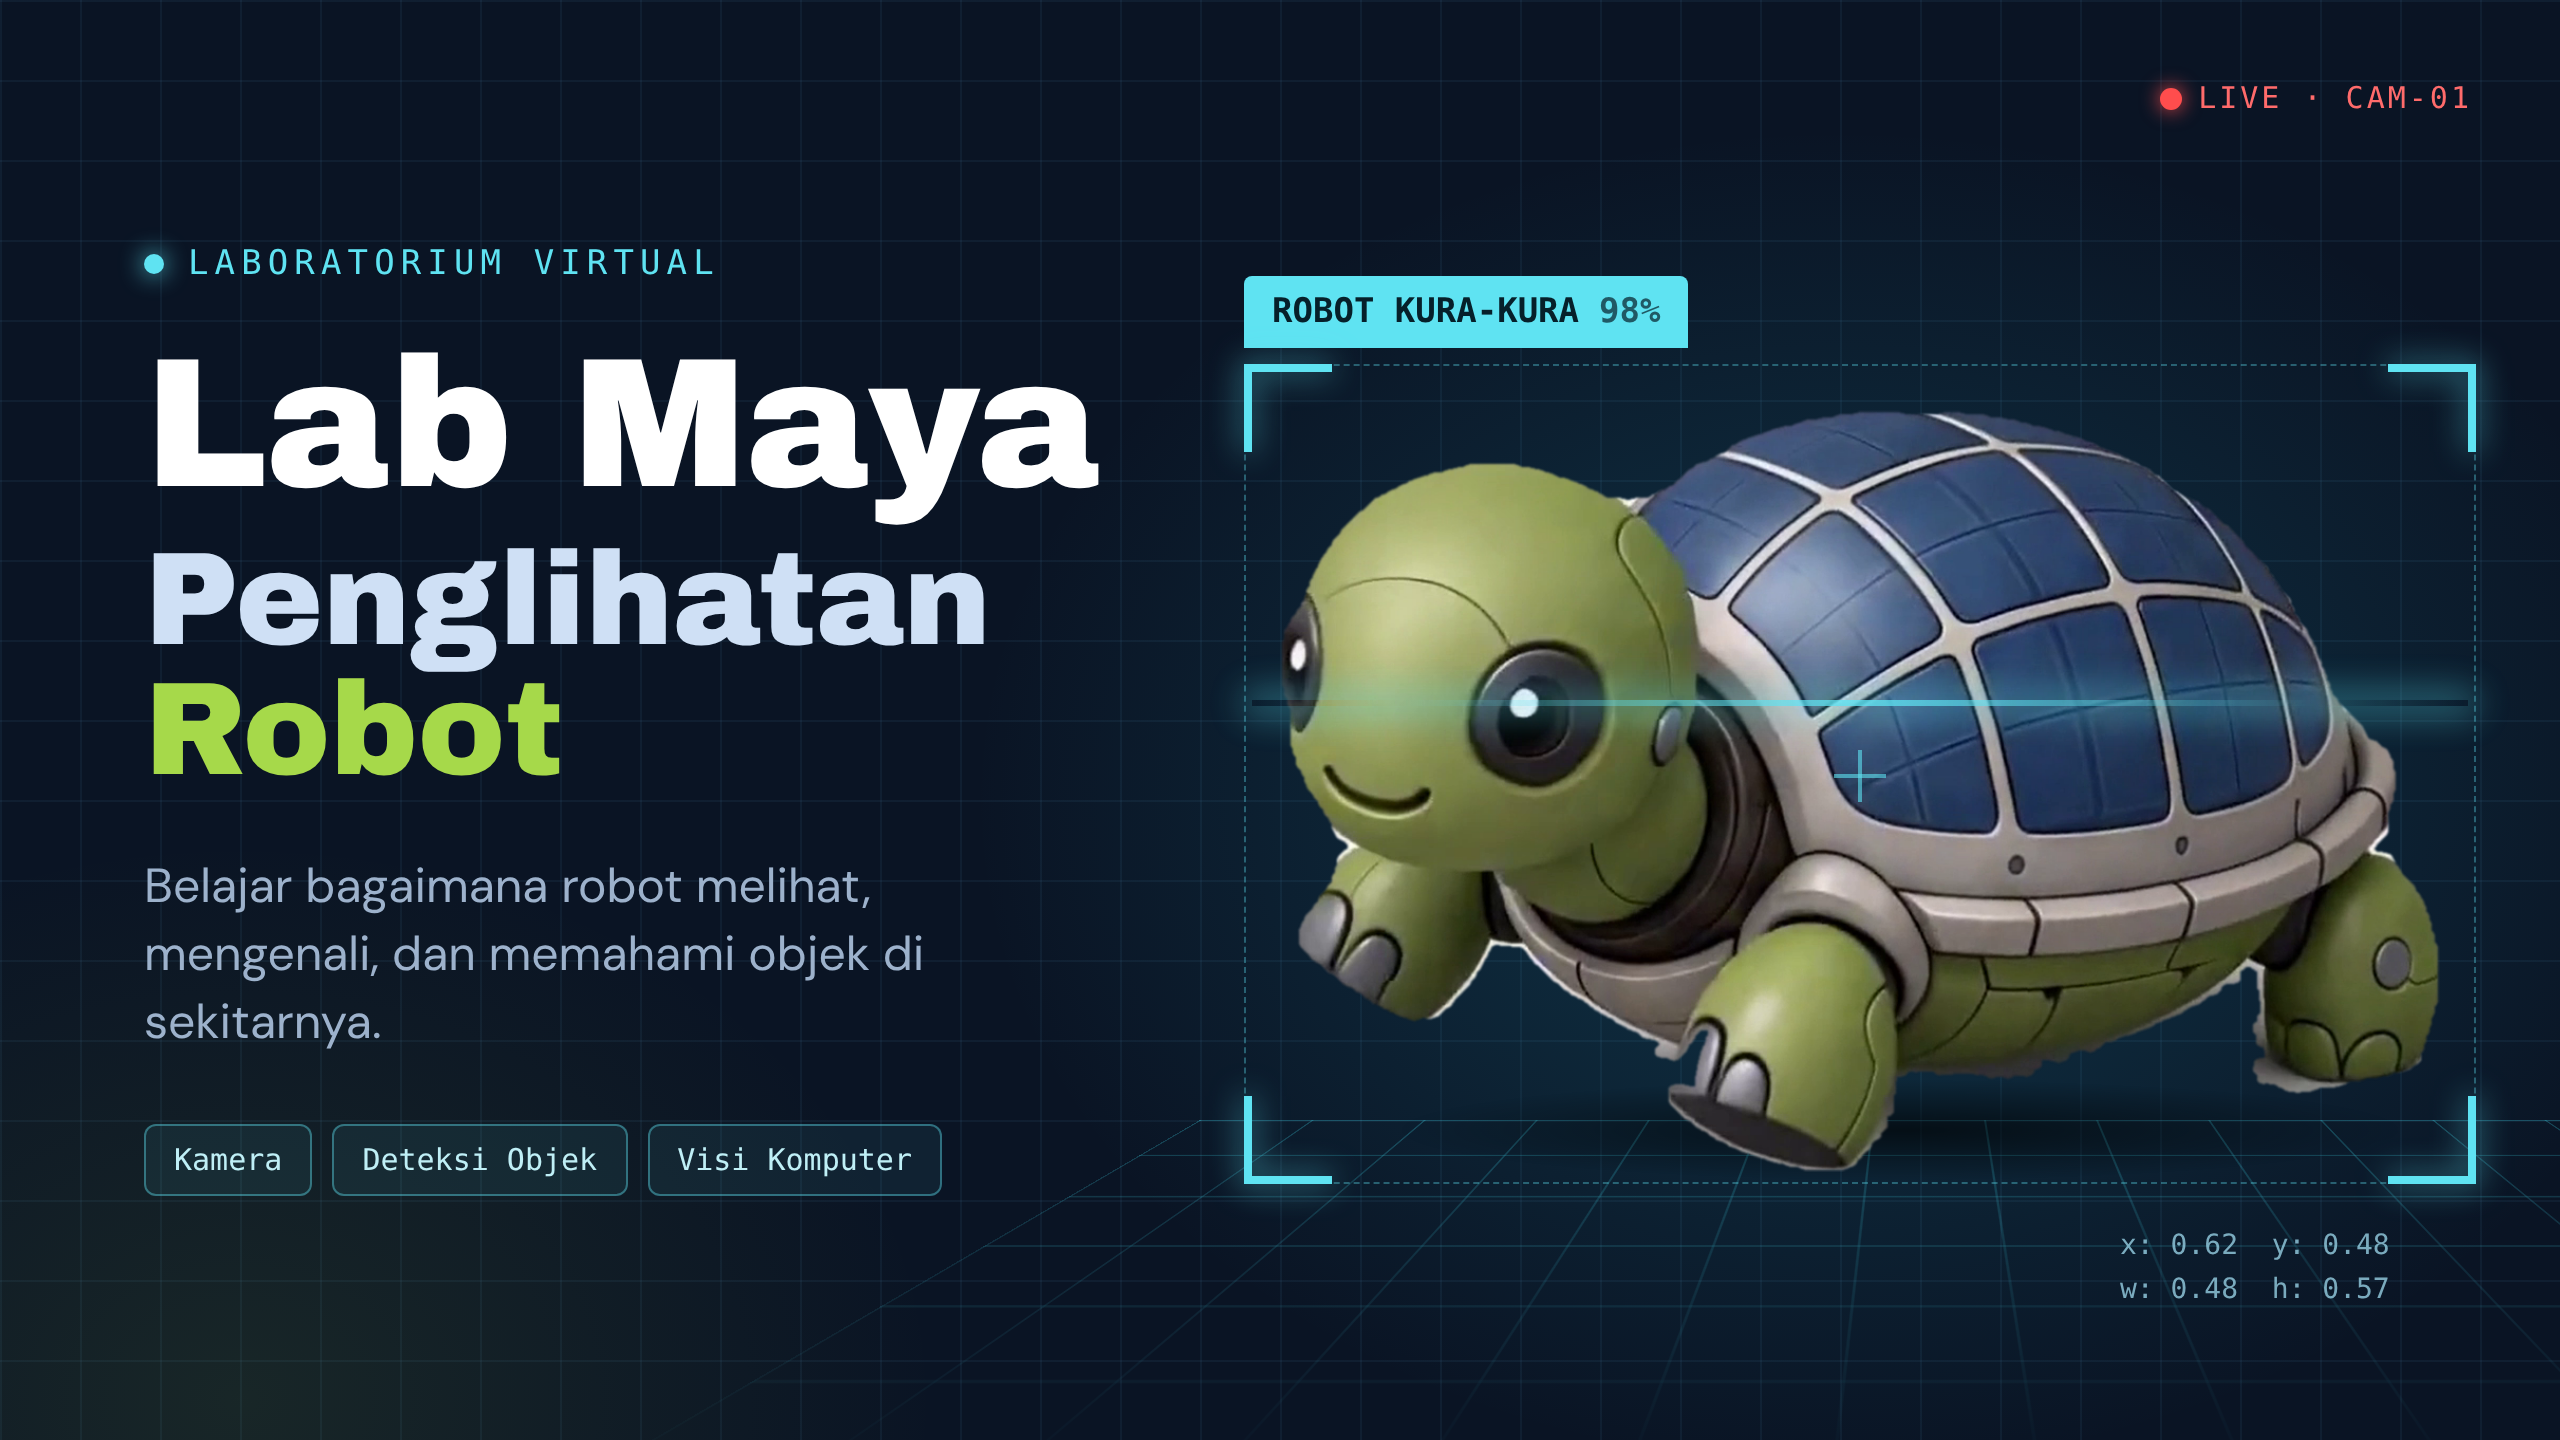 LIVE · CAM-01
LABORATORIUM VIRTUAL
Lab Maya
Penglihatan
Robot
Belajar bagaimana robot melihat,
mengenali, dan memahami objek di
sekitarnya.
Kamera
Deteksi Objek
Visi Komputer
ROBOT KURA-KURA 98%
x: 0.62 y: 0.48
w: 0.48 h: 0.57